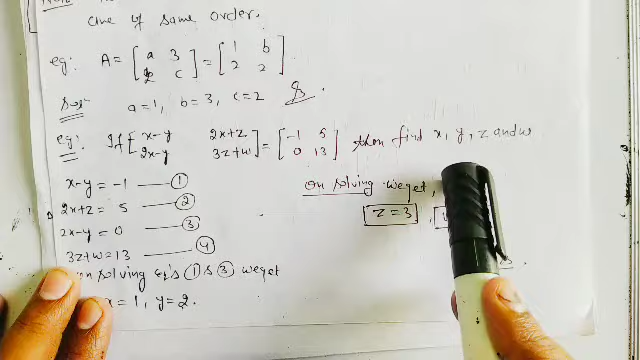 are of same order.
eg: A = [a 3 = [1 b
2 c] 2 2]
Sol: a=1, b=3, c=2
eg: If [x-y 2x+z = [-1 5 then find x, y, z and w
2x-y 3z+w] 0 13]
x-y = -1 — ①
2x+z = 5 — ②
2x-y = 0 — ③
3z+w = 13 — ④
on solving eq's ① & ③ we get
x = 1, y = 2.
on solving we get,
z = 3 ,